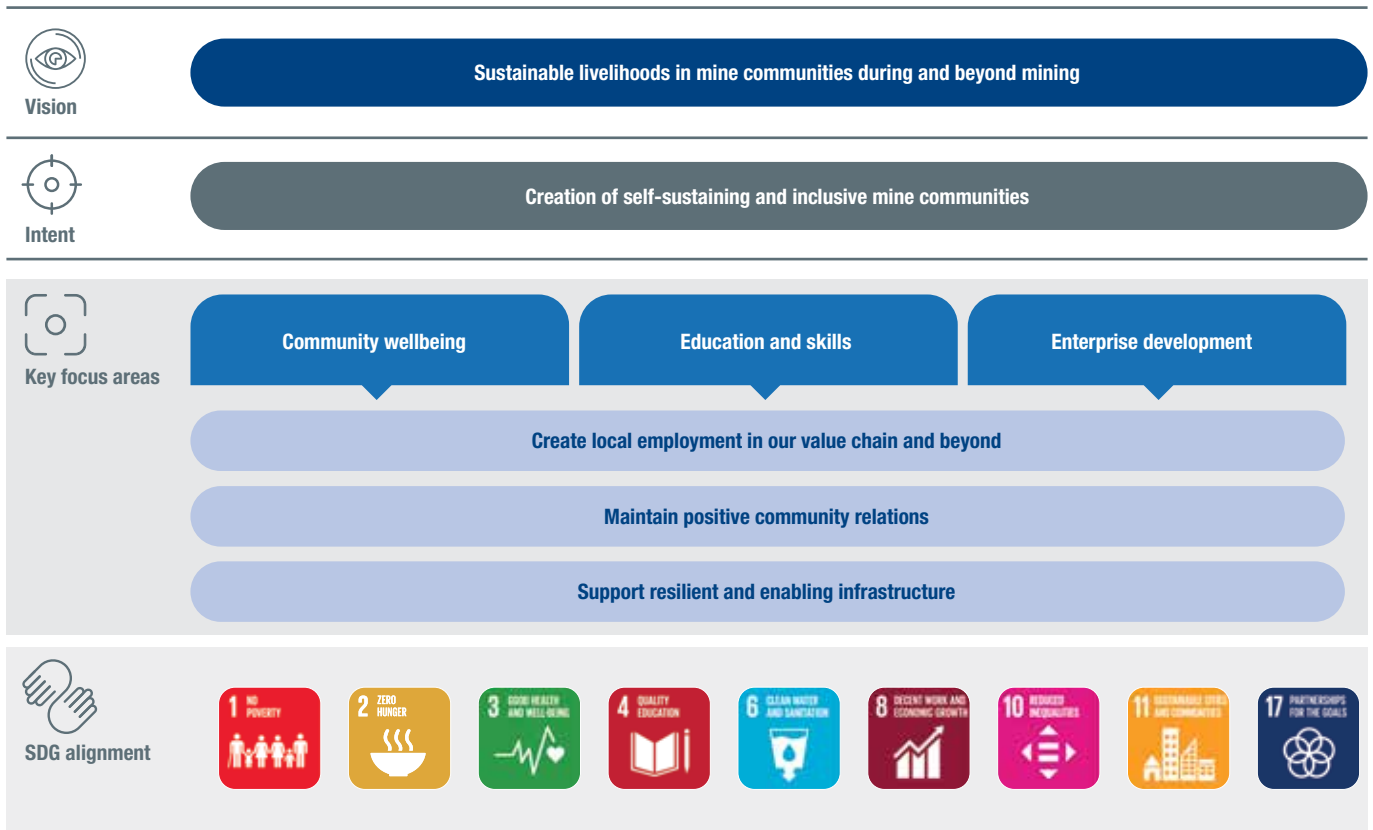 Vision
Sustainable livelihoods in mine communities during and beyond mining
Intent
Creation of self-sustaining and inclusive mine communities
Key focus areas
Community wellbeing
Education and skills
Enterprise development
Create local employment in our value chain and beyond
Maintain positive community relations
Support resilient and enabling infrastructure
SDG alignment
1 NO
POVERTY
2 ZERO
HUNGER
3 GOOD HEALTH
AND WELL-BEING
4 QUALITY
EDUCATION
6 CLEAN WATER
AND SANITATION
8 DECENT WORK AND
ECONOMIC GROWTH
10 REDUCED
INEQUALITIES
11 SUSTAINABLE CITIES
AND COMMUNITIES
17 PARTNERSHIPS
FOR THE GOALS